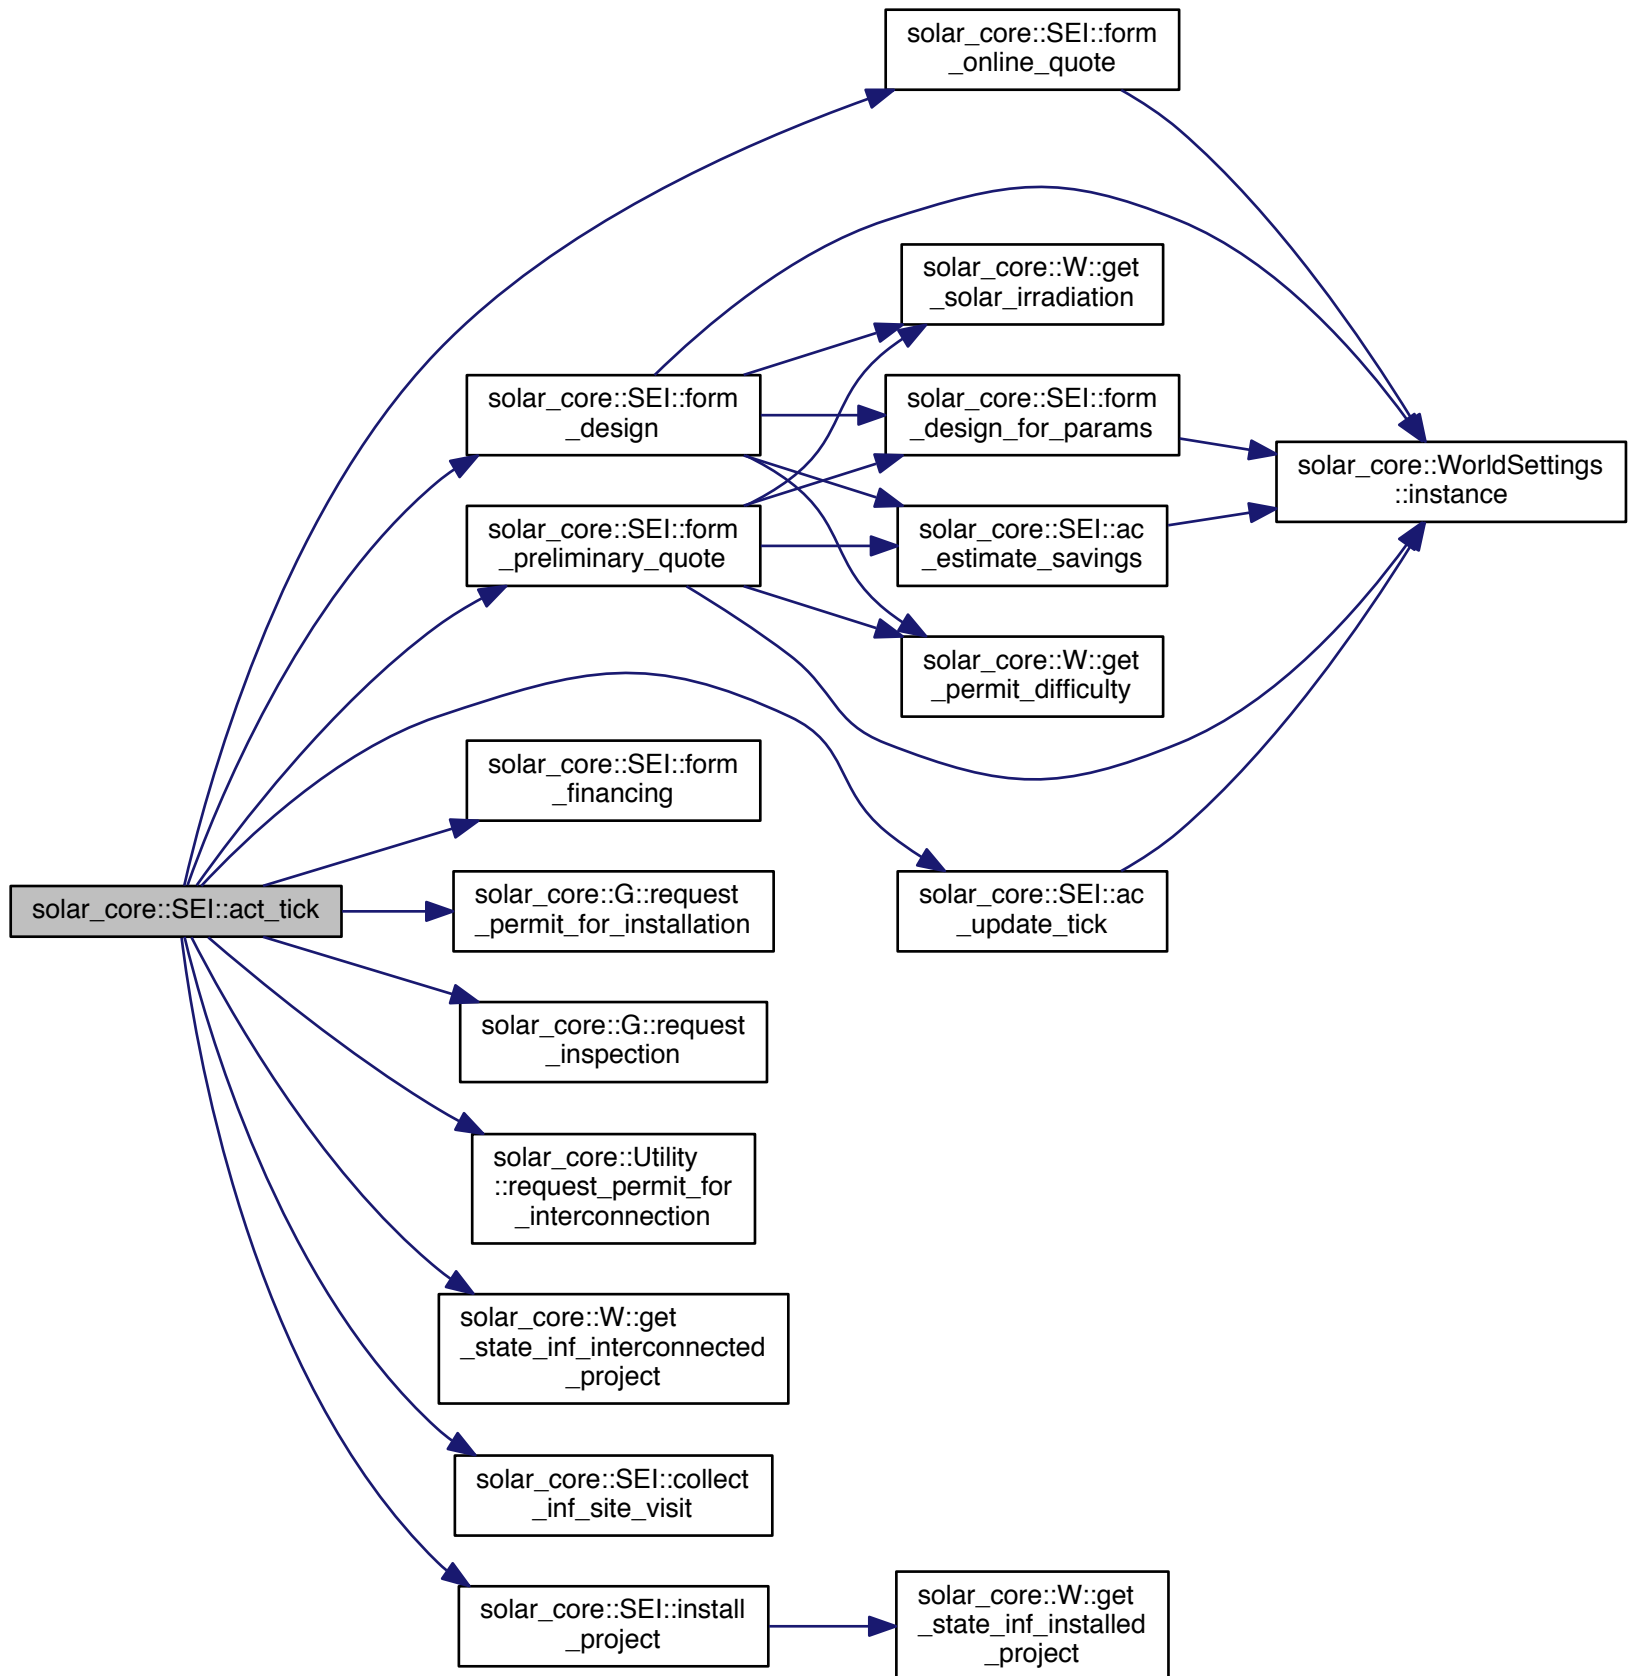 solar_core::SEI::form
_online_quote
solar_core::W::get
_solar_irradiation
solar_core::SEI::form
_design
solar_core::SEI::form
_design_for_params
solar_core::WorldSettings
::instance
solar_core::SEI::form
_preliminary_quote
solar_core::SEI::ac
_estimate_savings
solar_core::W::get
_permit_difficulty
solar_core::SEI::form
_financing
solar_core::SEI::act_tick
solar_core::G::request
_permit_for_installation
solar_core::SEI::ac
_update_tick
solar_core::G::request
_inspection
solar_core::Utility
::request_permit_for
_interconnection
solar_core::W::get
_state_inf_interconnected
_project
solar_core::SEI::collect
_inf_site_visit
solar_core::SEI::install
_project
solar_core::W::get
_state_inf_installed
_project